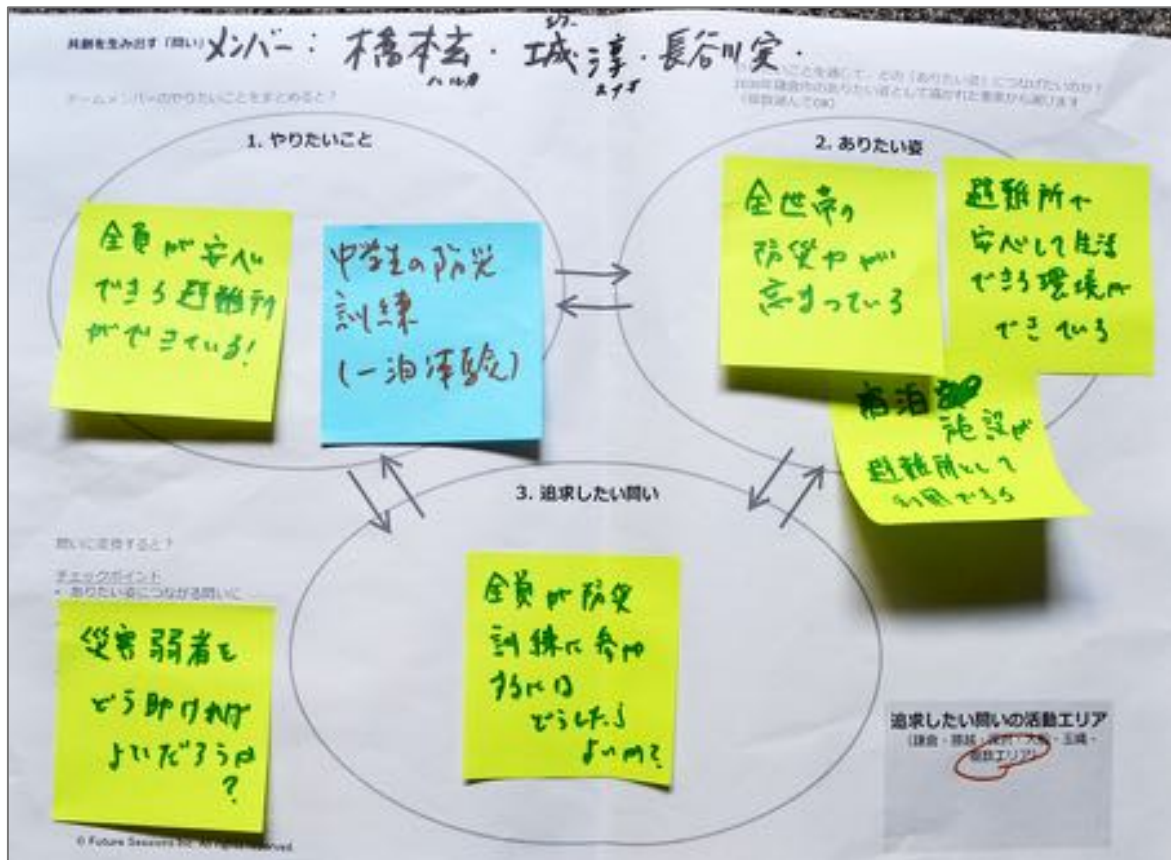 共創を生み出す「問い」
メンバー：橋本玄・城淳・長谷川実・
ハルカ
チームメンバーのやりたいことをまとめると？
1. やりたいこと
全員が安心
できる避難所
ができている!
中学生の防災
訓練
(一泊体験)
2. ありたい姿
全世帯の
防災力が
高まっている
避難所で
安心して生活
できる環境が
できている
宿泊
施設が
避難所として
利用できる
3. 追求したい問い
全員が防災
訓練に参加
するには
どうしたら
よいか?
問いに変換すると？
チェックポイント
• ありたい姿につながる問いに
災害弱者を
どう助ければ
よいだろうか
?
追求したい問いの活動エリア
(鎌倉・腰越・深沢・大船・玉縄・
© Future Sessions Inc. All rights reserved.